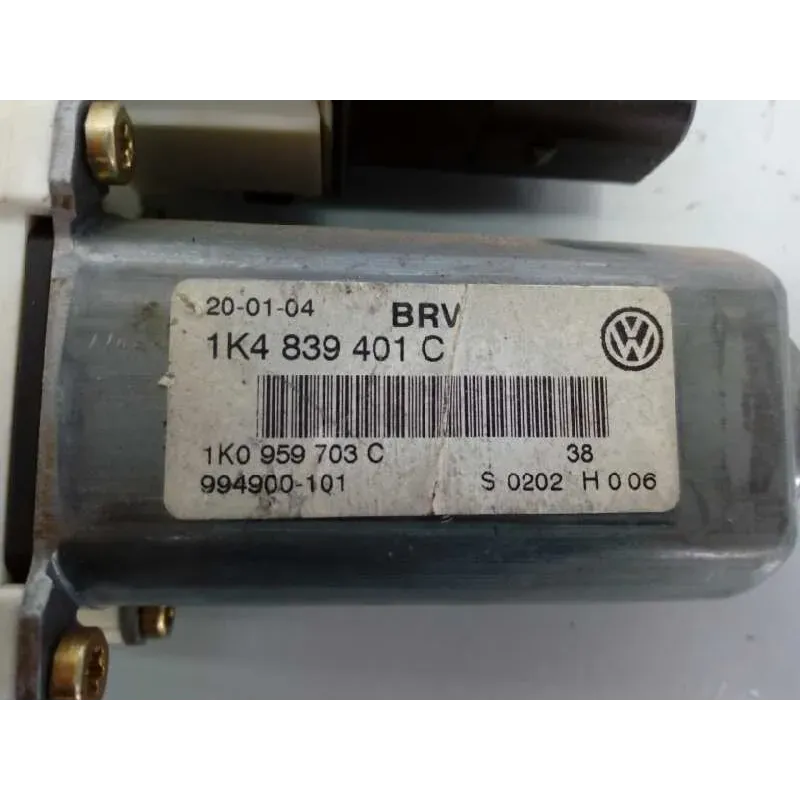 20-01-04 BRV
1K4 839 401 C
1K0 959 703 C 38
994900-101 S 0202 H 0 06